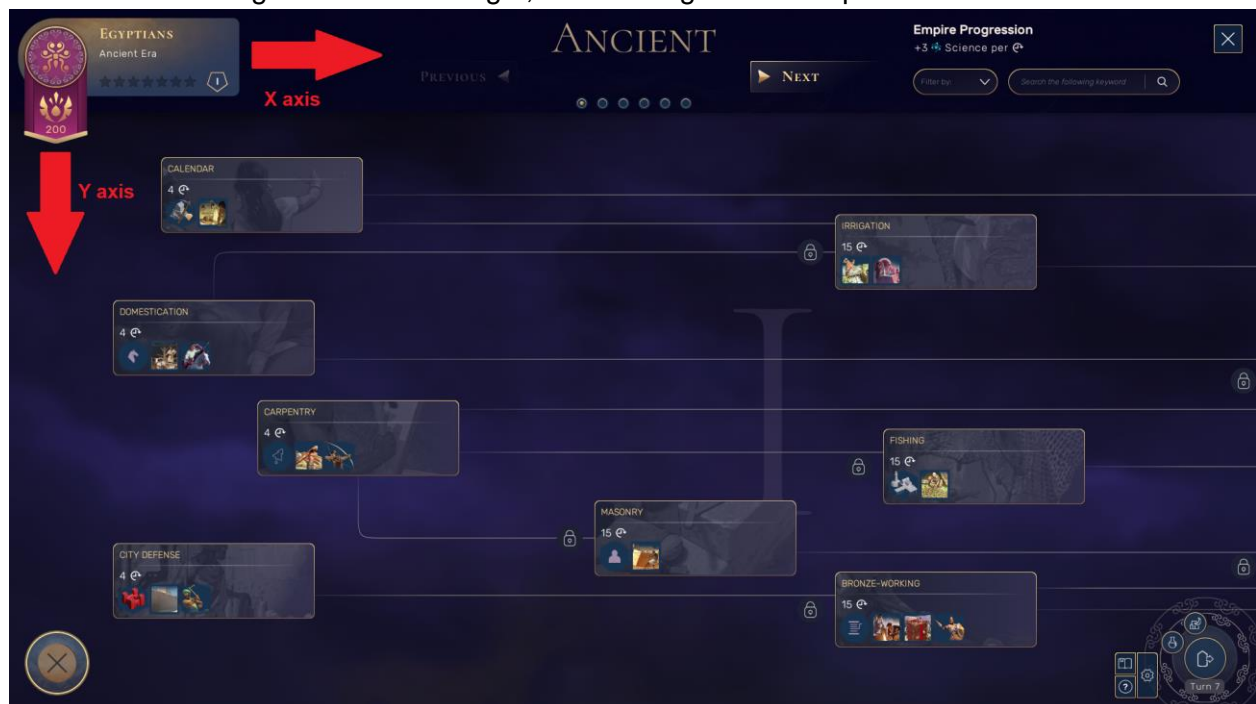 EGYPTIANS
Ancient Era
I
200
X axis
Y axis
ANCIENT
PREVIOUS
NEXT
Empire Progression
+3 Science per
Filter by:
Search the following keyword
CALENDAR
4
IRRIGATION
15
DOMESTICATION
4
I
CARPENTRY
4
FISHING
15
MASONRY
15
CITY DEFENSE
4
BRONZE-WORKING
15
?
Turn 7